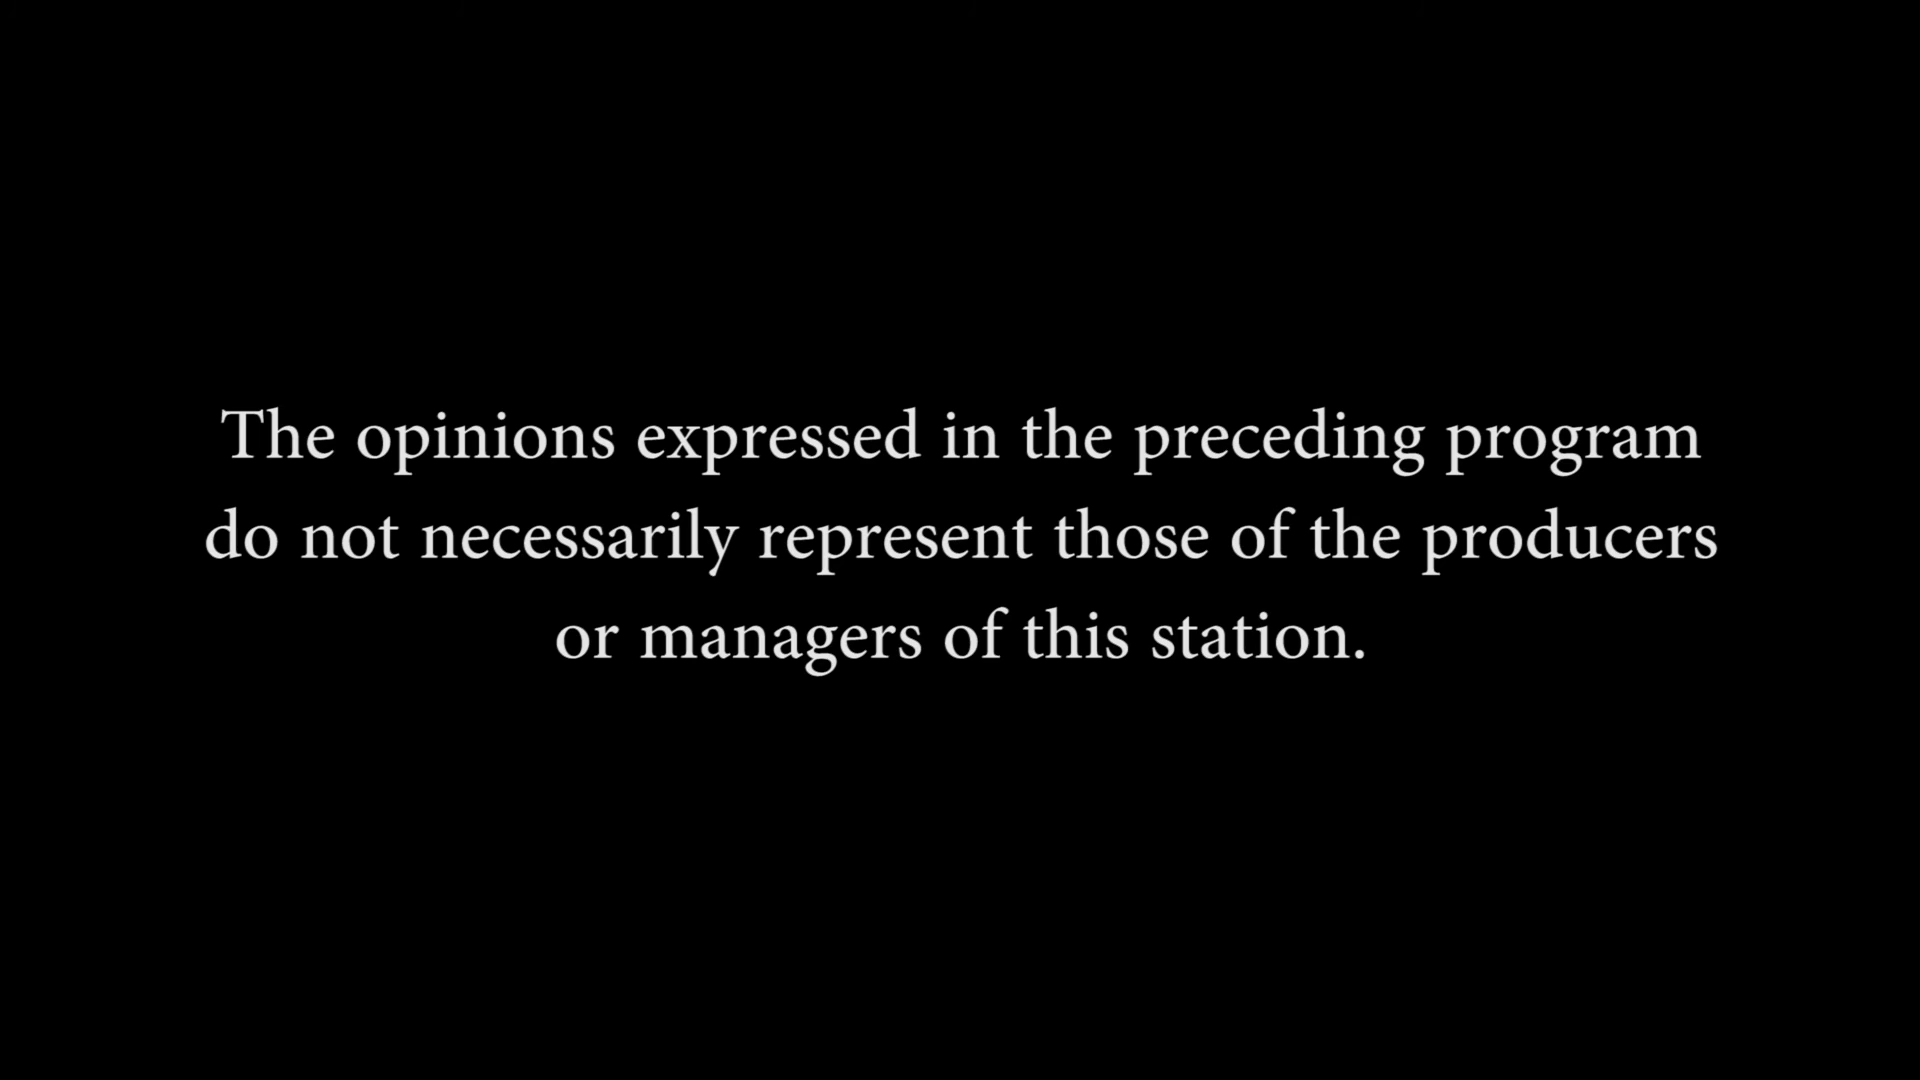 The opinions expressed in the preceding program
do not necessarily represent those of the producers
or managers of this station.